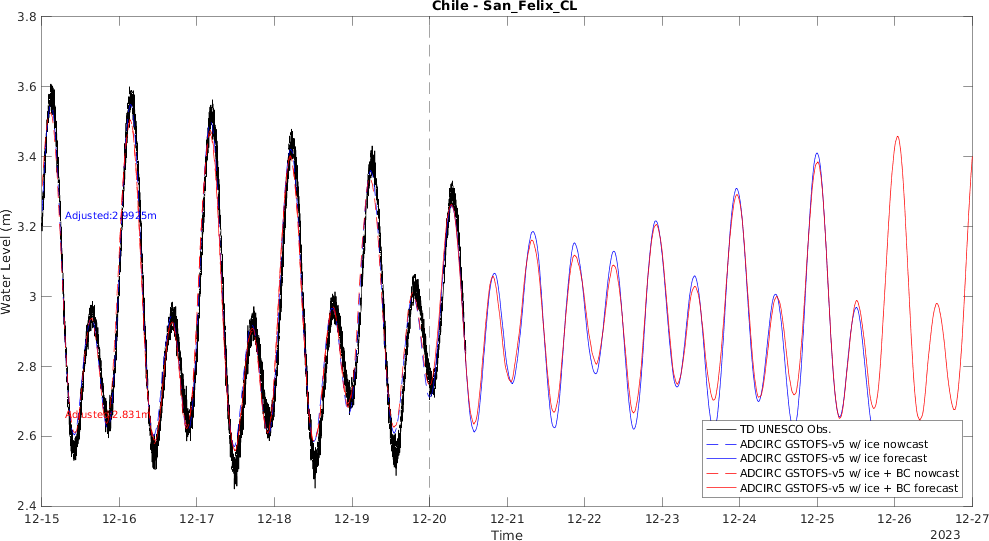 Chile - San_Felix_CL
3.8
3.6
3.4
3.2
3
2.8
2.6
2.4
Water Level (m)
Adjusted:2.9925m
Adjusted:2.831m
TD UNESCO Obs.
ADCIRC GSTOFS-v5 w/ ice nowcast
ADCIRC GSTOFS-v5 w/ ice forecast
ADCIRC GSTOFS-v5 w/ ice + BC nowcast
ADCIRC GSTOFS-v5 w/ ice + BC forecast
12-15 12-16 12-17 12-18 12-19 12-20 12-21 12-22 12-23 12-24 12-25 12-26 12-27
Time
2023